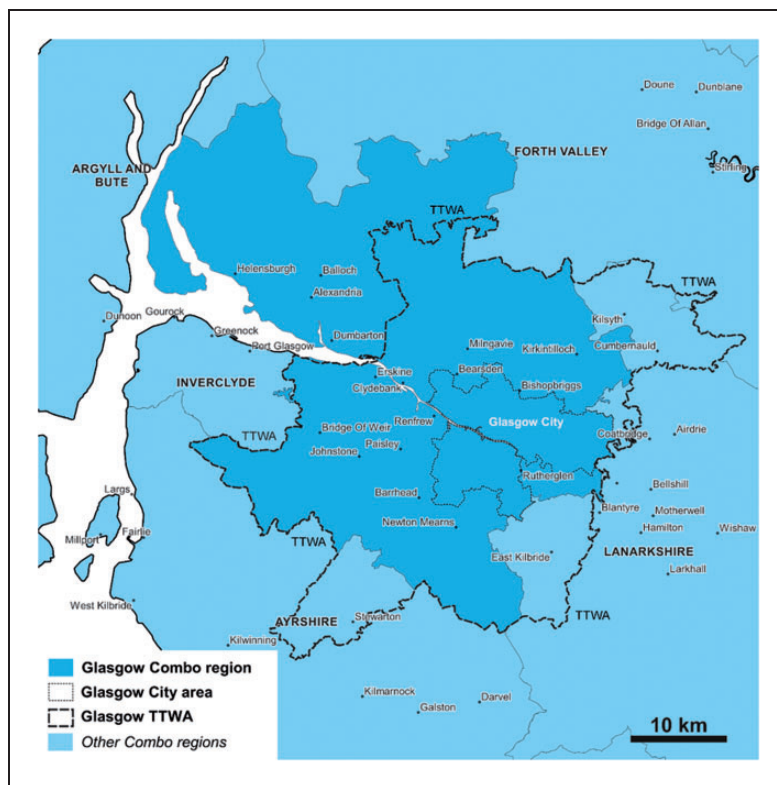 Doune
Dunblane
Bridge Of Allan
FORTH VALLEY
Stirling
ARGYLL AND
BUTE
TTWA
Helensburgh
Balloch
TTWA
Alexandria
Dunoon
Gourock
Kilsyth
Greenock
Dumbarton
Port Glasgow
Milngavie
Kirkintilloch
Cumbernauld
Erskine
Bearsden
INVERCLYDE
Clydebank
Bishopbriggs
Renfrew
Glasgow City
TTWA
Bridge Of Weir
Coatbridge
Airdrie
Johnstone
Paisley
Rutherglen
Largs
Barrhead
Bellshill
Blantyre
Motherwell
Millport
Fairlie
Newton Mearns
Hamilton
Wishaw
TTWA
East Kilbride
LANARKSHIRE
Larkhall
West Kilbride
AYRSHIRE
Stewarton
TTWA
Kilwinning
Glasgow Combo region
Glasgow City area
Glasgow TTWA
Other Combo regions
Kilmarnock
Galston
Darvel
10 km